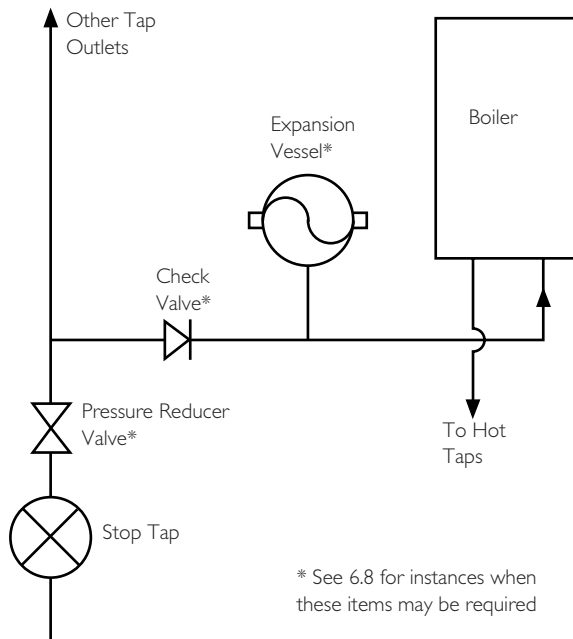 Other Tap
Outlets
Boiler
Expansion
Vessel*
Check
Valve*
Pressure Reducer
Valve*
To Hot
Taps
Stop Tap
* See 6.8 for instances when
these items may be required